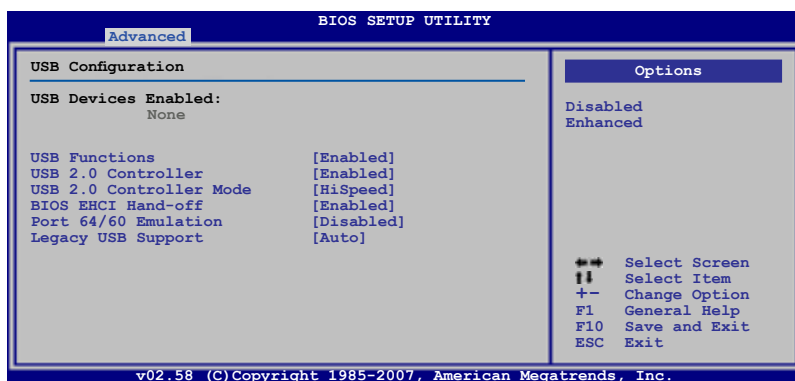 BIOS SETUP UTILITY
Advanced
USB Configuration
USB Devices Enabled:
None
USB Functions [Enabled]
USB 2.0 Controller [Enabled]
USB 2.0 Controller Mode [HiSpeed]
BIOS EHCI Hand-off [Enabled]
Port 64/60 Emulation [Disabled]
Legacy USB Support [Auto]
Options
Disabled
Enhanced
←→ Select Screen
↑↓ Select Item
+- Change Option
F1 General Help
F10 Save and Exit
ESC Exit
v02.58 (C)Copyright 1985-2007, American Megatrends, Inc.